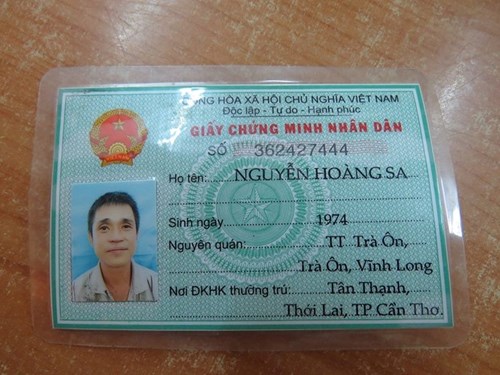 CỘNG HÒA XÃ HỘI CHỦ NGHĨA VIỆT NAM
Độc lập - Tự do - Hạnh phúc
GIẤY CHỨNG MINH NHÂN DÂN
SỐ 362427444
Họ tên: NGUYỄN HOÀNG SA
Sinh ngày 1974
Nguyên quán: TT Trà Ôn,
Trà Ôn, Vĩnh Long
Nơi ĐKHK thường trú: Tân Thạnh,
Thới Lai, TP Cần Thơ.